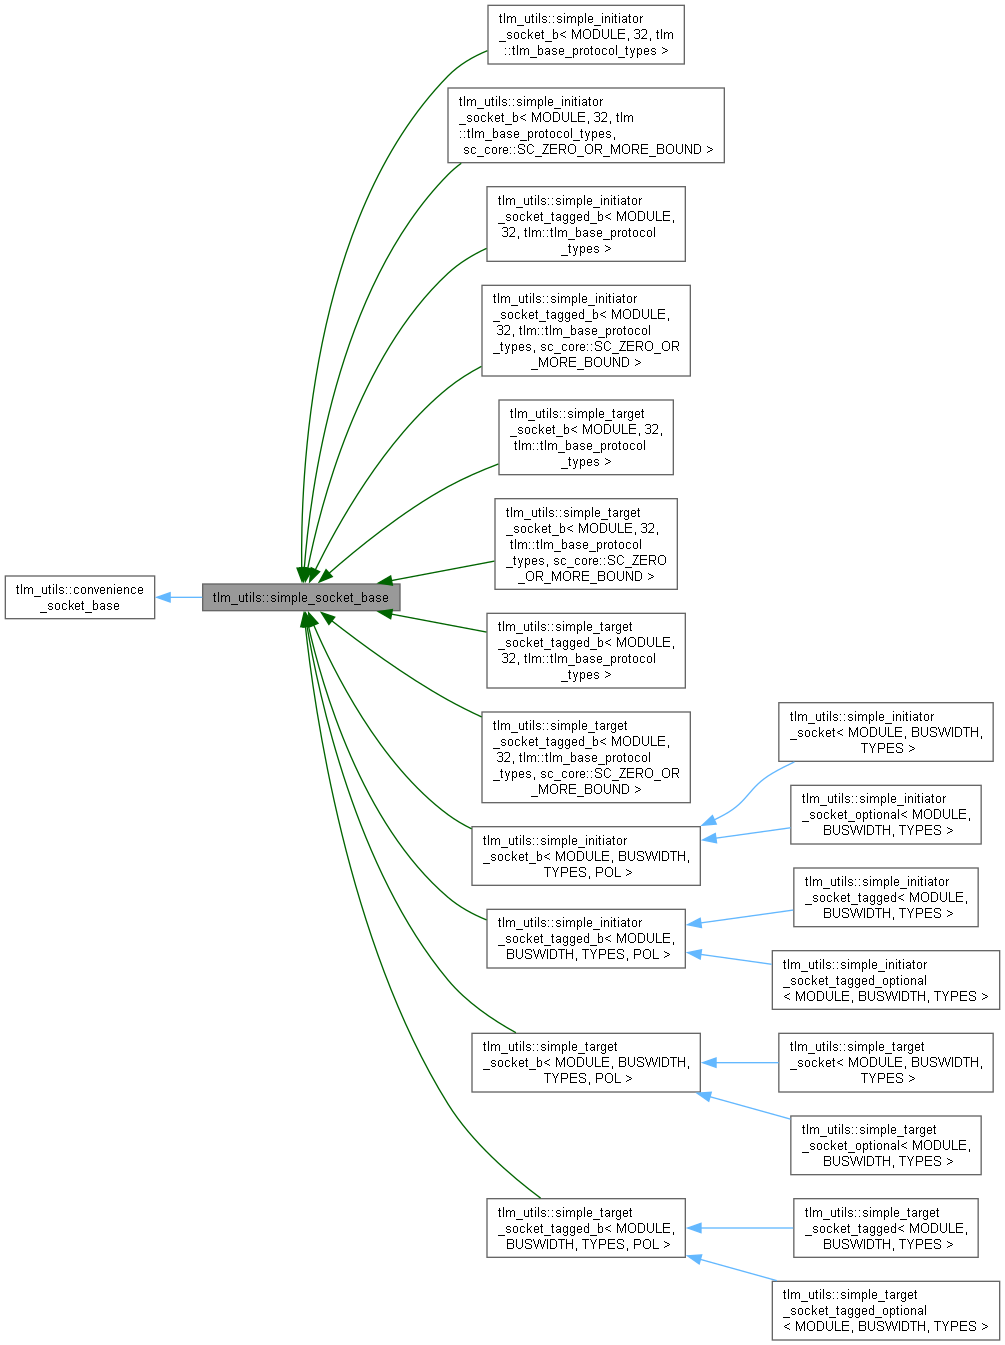 tlm_utils::simple_initiator
_socket_b< MODULE, 32, tlm
::tlm_base_protocol_types >
tlm_utils::simple_initiator
_socket_b< MODULE, 32, tlm
::tlm_base_protocol_types,
sc_core::SC_ZERO_OR_MORE_BOUND >
tlm_utils::simple_initiator
_socket_tagged_b< MODULE,
32, tlm::tlm_base_protocol
_types >
tlm_utils::simple_initiator
_socket_tagged_b< MODULE,
32, tlm::tlm_base_protocol
_types, sc_core::SC_ZERO_OR
_MORE_BOUND >
tlm_utils::simple_target
_socket_b< MODULE, 32,
tlm::tlm_base_protocol
_types >
tlm_utils::simple_target
_socket_b< MODULE, 32,
tlm::tlm_base_protocol
_types, sc_core::SC_ZERO
_OR_MORE_BOUND >
tlm_utils::convenience
_socket_base
tlm_utils::simple_socket_base
tlm_utils::simple_target
_socket_tagged_b< MODULE,
32, tlm::tlm_base_protocol
_types >
tlm_utils::simple_target
_socket_tagged_b< MODULE,
32, tlm::tlm_base_protocol
_types, sc_core::SC_ZERO_OR
_MORE_BOUND >
tlm_utils::simple_initiator
_socket< MODULE, BUSWIDTH,
TYPES >
tlm_utils::simple_initiator
_socket_optional< MODULE,
BUSWIDTH, TYPES >
tlm_utils::simple_initiator
_socket_b< MODULE, BUSWIDTH,
TYPES, POL >
tlm_utils::simple_initiator
_socket_tagged< MODULE,
BUSWIDTH, TYPES >
tlm_utils::simple_initiator
_socket_tagged_b< MODULE,
BUSWIDTH, TYPES, POL >
tlm_utils::simple_initiator
_socket_tagged_optional
< MODULE, BUSWIDTH, TYPES >
tlm_utils::simple_target
_socket_b< MODULE, BUSWIDTH,
TYPES, POL >
tlm_utils::simple_target
_socket< MODULE, BUSWIDTH,
TYPES >
tlm_utils::simple_target
_socket_optional< MODULE,
BUSWIDTH, TYPES >
tlm_utils::simple_target
_socket_tagged_b< MODULE,
BUSWIDTH, TYPES, POL >
tlm_utils::simple_target
_socket_tagged< MODULE,
BUSWIDTH, TYPES >
tlm_utils::simple_target
_socket_tagged_optional
< MODULE, BUSWIDTH, TYPES >